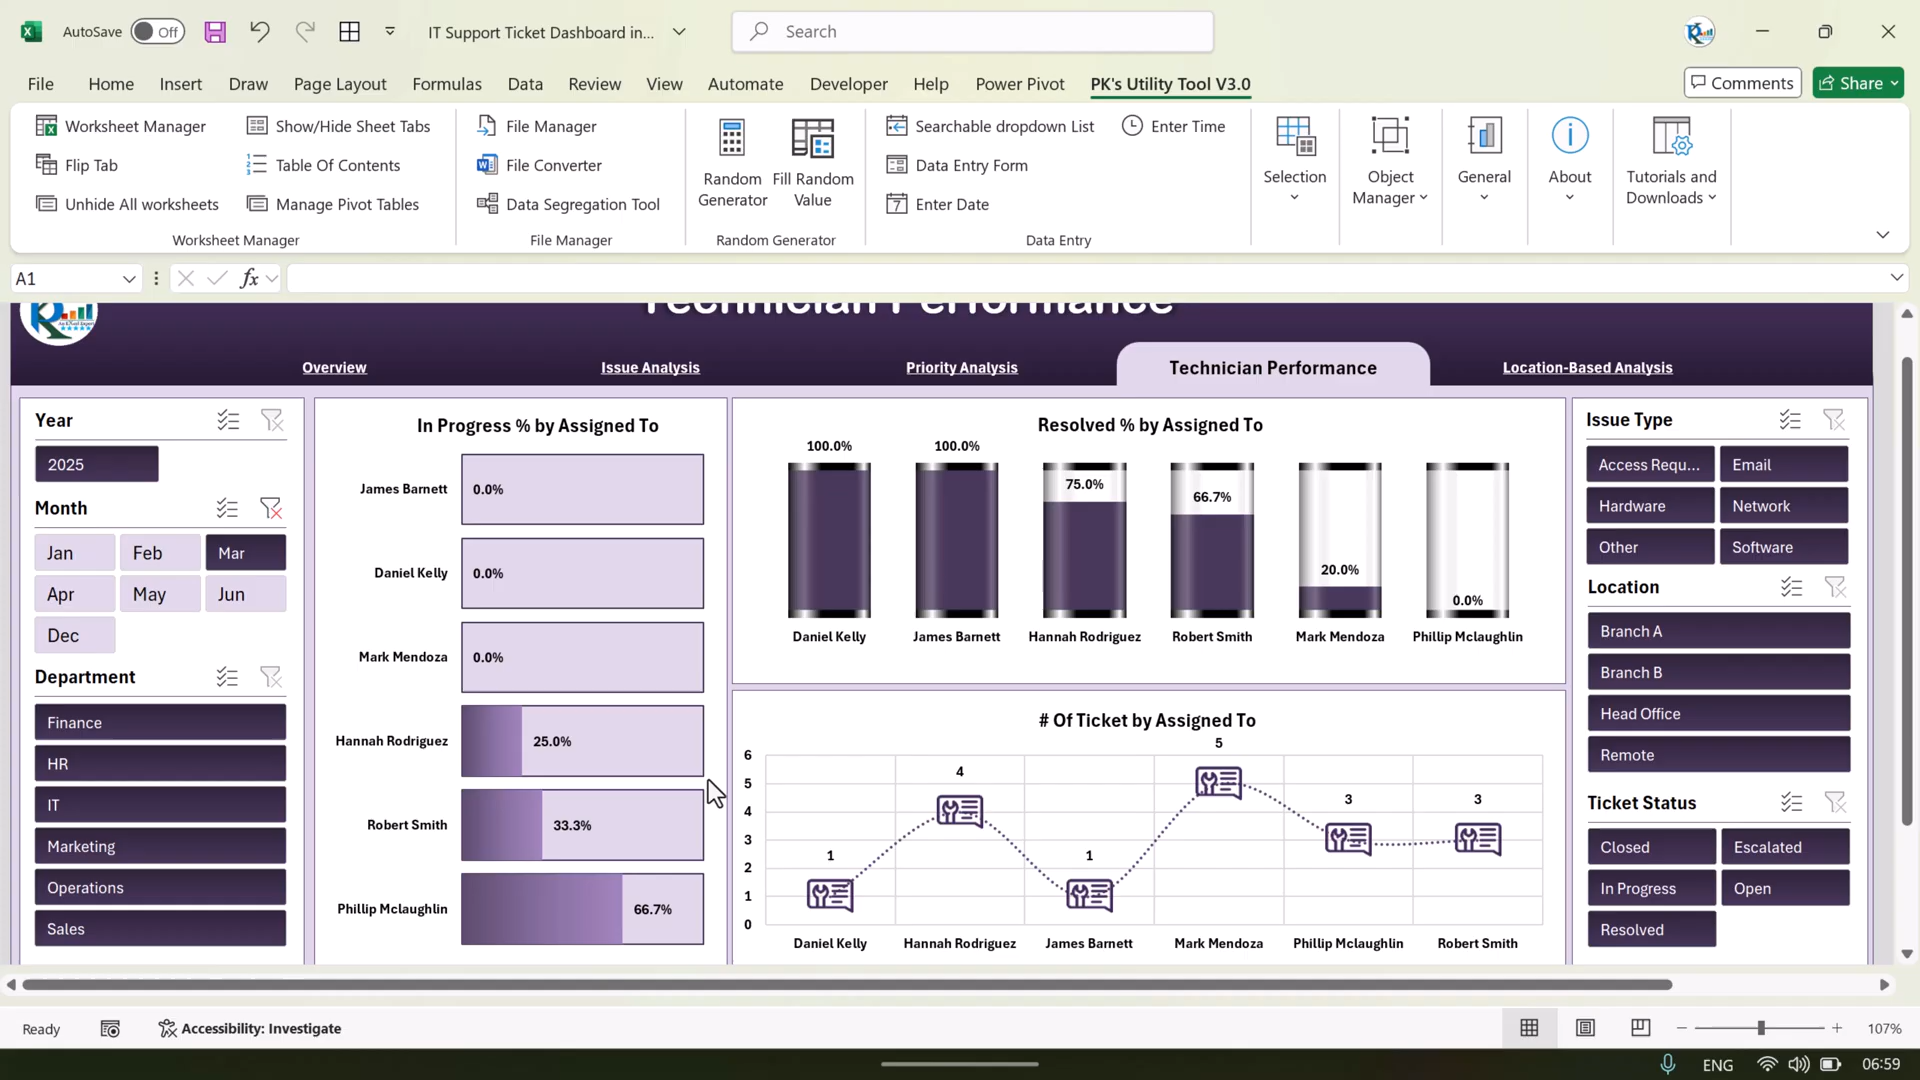 AutoSave Off
IT Support Ticket Dashboard in...
Search
File Home Insert Draw Page Layout Formulas Data Review View Automate Developer Help Power Pivot PK's Utility Tool V3.0
Comments Share
Worksheet Manager Show/Hide Sheet Tabs
Flip Tab Table Of Contents
Unhide All worksheets Manage Pivot Tables
Worksheet Manager
File Manager
File Converter
Data Segregation Tool
File Manager
Random Generator
Fill Random Value
Random Generator
Searchable dropdown List Enter Time
Data Entry Form
7 Enter Date
Data Entry
Selection
Object Manager
General
About
Tutorials and Downloads
A1 fx
Technician Performance
Overview Issue Analysis Priority Analysis Technician Performance Location-Based Analysis
Year
2025
Month
Jan Feb Mar
Apr May Jun
Dec
Department
Finance
HR
IT
Marketing
Operations
Sales
In Progress % by Assigned To
James Barnett 0.0%
Daniel Kelly 0.0%
Mark Mendoza 0.0%
Hannah Rodriguez 25.0%
Robert Smith 33.3%
Phillip Mclaughlin 66.7%
Resolved % by Assigned To
100.0% 100.0% 75.0% 66.7% 20.0% 0.0%
Daniel Kelly James Barnett Hannah Rodriguez Robert Smith Mark Mendoza Phillip Mclaughlin
# Of Ticket by Assigned To
6
5
4
3
2
1
0
1 4 1 5 3 3
Daniel Kelly Hannah Rodriguez James Barnett Mark Mendoza Phillip Mclaughlin Robert Smith
Issue Type
Access Requ... Email
Hardware Network
Other Software
Location
Branch A
Branch B
Head Office
Remote
Ticket Status
Closed Escalated
In Progress Open
Resolved
Ready Accessibility: Investigate 107%
ENG 06:59